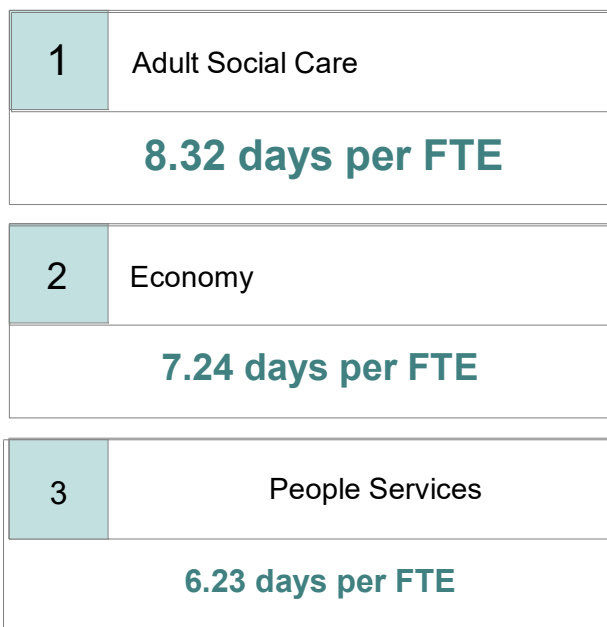 1
Adult Social Care
8.32 days per FTE
2
Economy
7.24 days per FTE
3
People Services
6.23 days per FTE